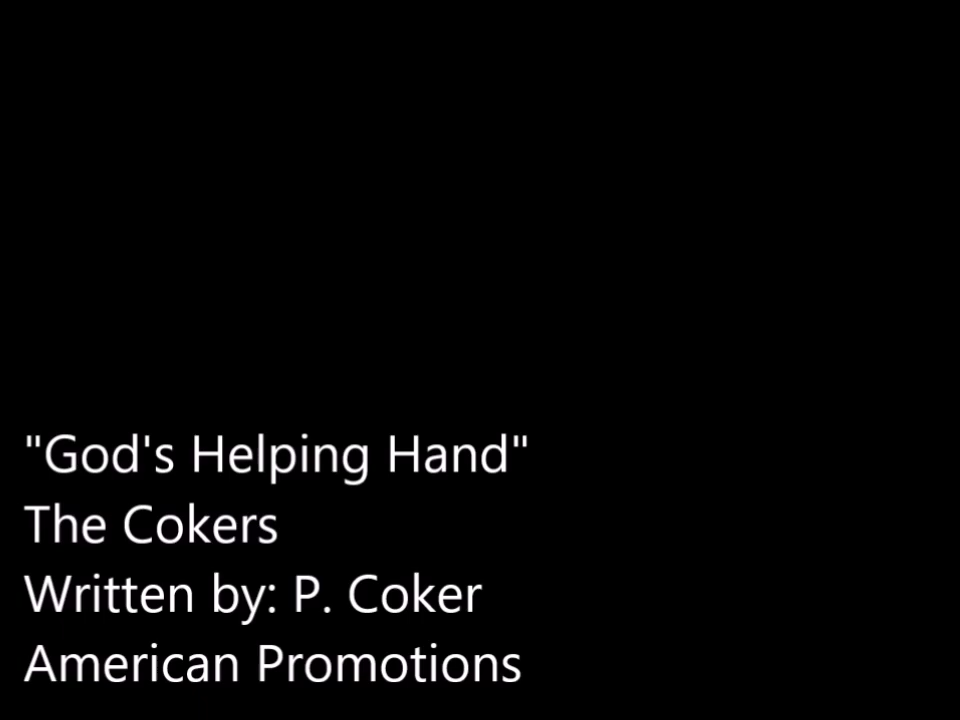 "God's Helping Hand"
The Cokers
Written by: P. Coker
American Promotions